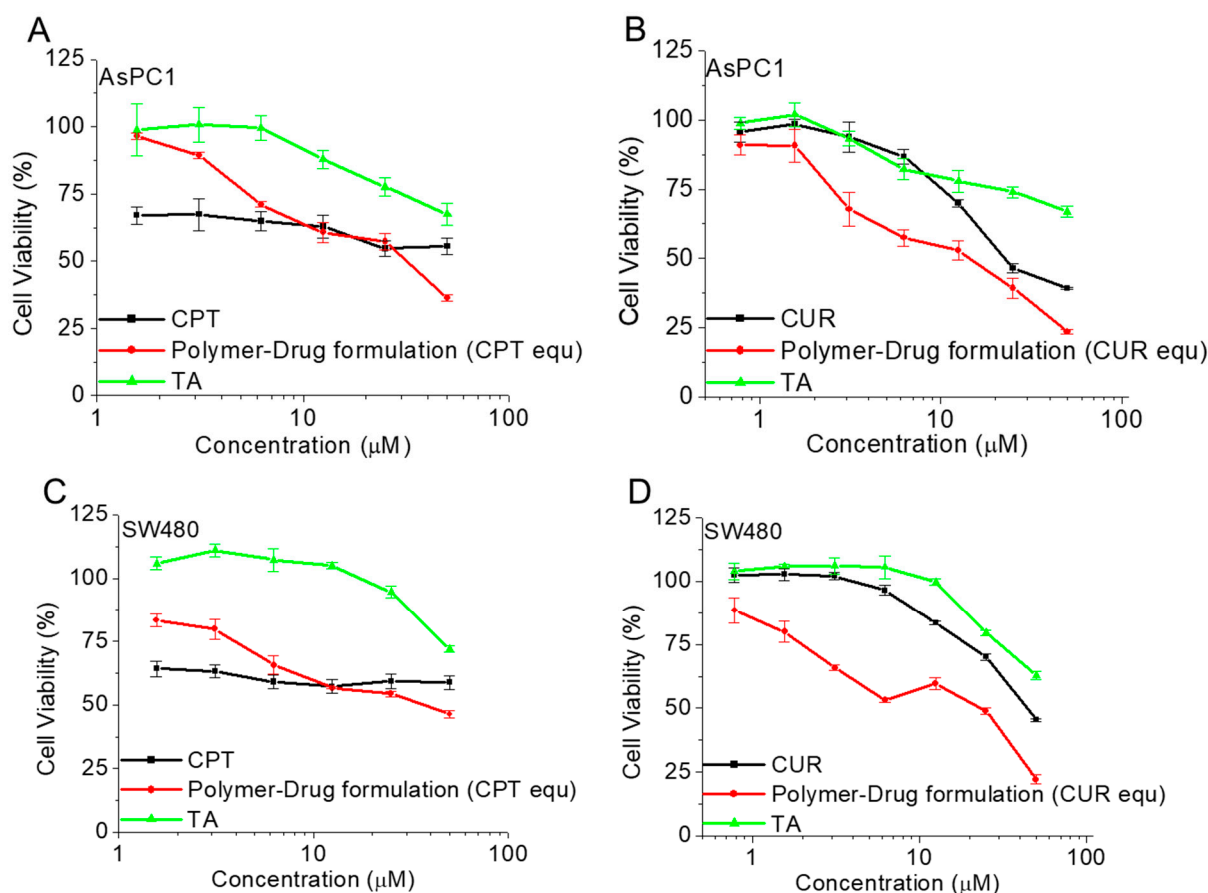 A
AsPC1
Cell Viability (%)
125
100
75
50
25
0
CPT
Polymer-Drug formulation (CPT equ)
TA
1
10
100
Concentration (μM)
B
AsPC1
Cell Viability (%)
125
100
75
50
25
0
CUR
Polymer-Drug formulation (CUR equ)
TA
1
10
100
Concentration (μM)
C
SW480
Cell Viability (%)
125
100
75
50
25
0
CPT
Polymer-Drug formulation (CPT equ)
TA
1
10
100
Concentration (μM)
D
SW480
Cell Viability (%)
125
100
75
50
25
0
CUR
Polymer-Drug formulation (CUR equ)
TA
1
10
100
Concentration (μM)